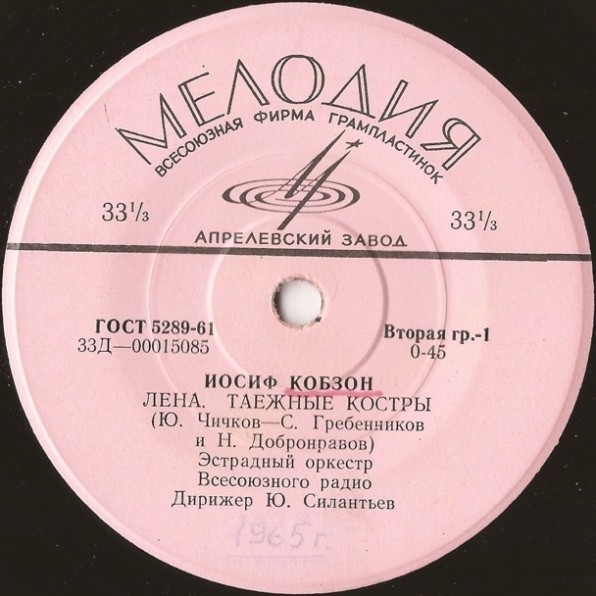 МЕЛОДИЯ
ВСЕСОЮЗНАЯ ФИРМА ГРАМПЛАСТИНОК
33⅓ 33⅓
АПРЕЛЕВСКИЙ ЗАВОД
ГОСТ 5289-61 Вторая гр.-1
33Д—00015085 0-45
ИОСИФ КОБЗОН
ЛЕНА. ТАЕЖНЫЕ КОСТРЫ
(Ю. Чичков—С. Гребенников
и Н. Добронравов)
Эстрадный оркестр
Всесоюзного радио
Дирижер Ю. Силантьев
1965 г.